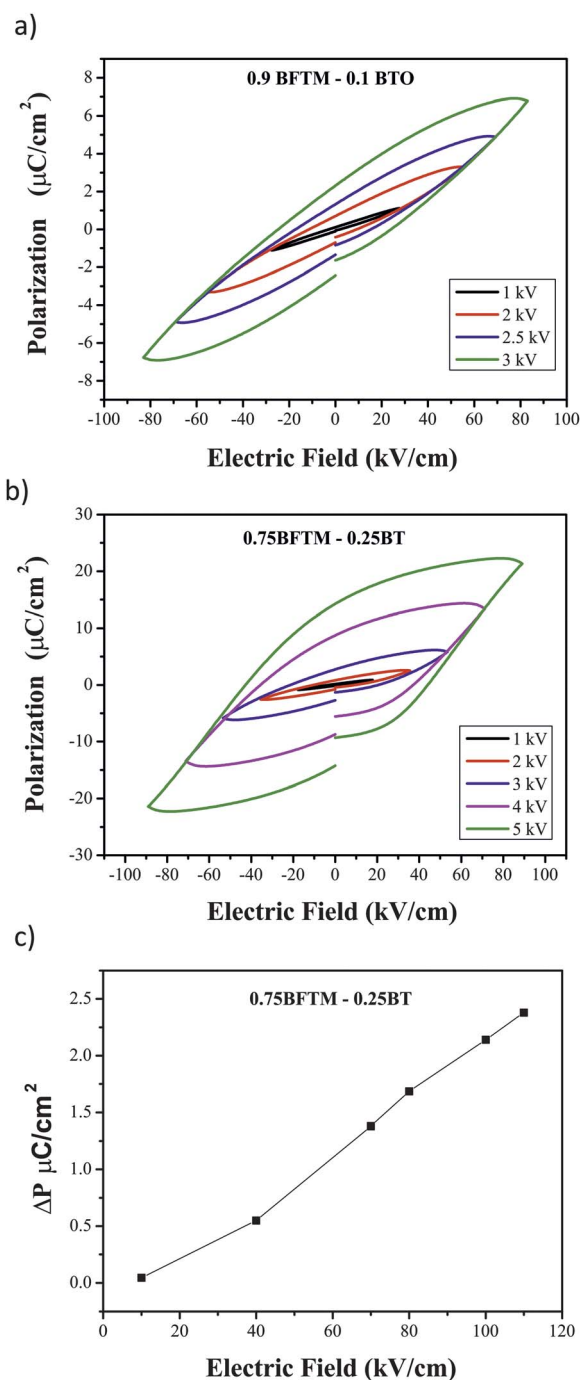 a)
0.9 BFTM - 0.1 BTO
Polarization (μC/cm²)
8
6
4
2
0
-2
-4
-6
-8
1 kV
2 kV
2.5 kV
3 kV
-100 -80 -60 -40 -20 0 20 40 60 80 100
Electric Field (kV/cm)
b)
0.75BFTM - 0.25BT
Polarization (μC/cm²)
30
20
10
0
-10
-20
-30
1 kV
2 kV
3 kV
4 kV
5 kV
-100 -80 -60 -40 -20 0 20 40 60 80 100
Electric Field (kV/cm)
c)
0.75BFTM - 0.25BT
ΔP μC/cm²
2.5
2.0
1.5
1.0
0.5
0.0
0 20 40 60 80 100 120
Electric Field (kV/cm)